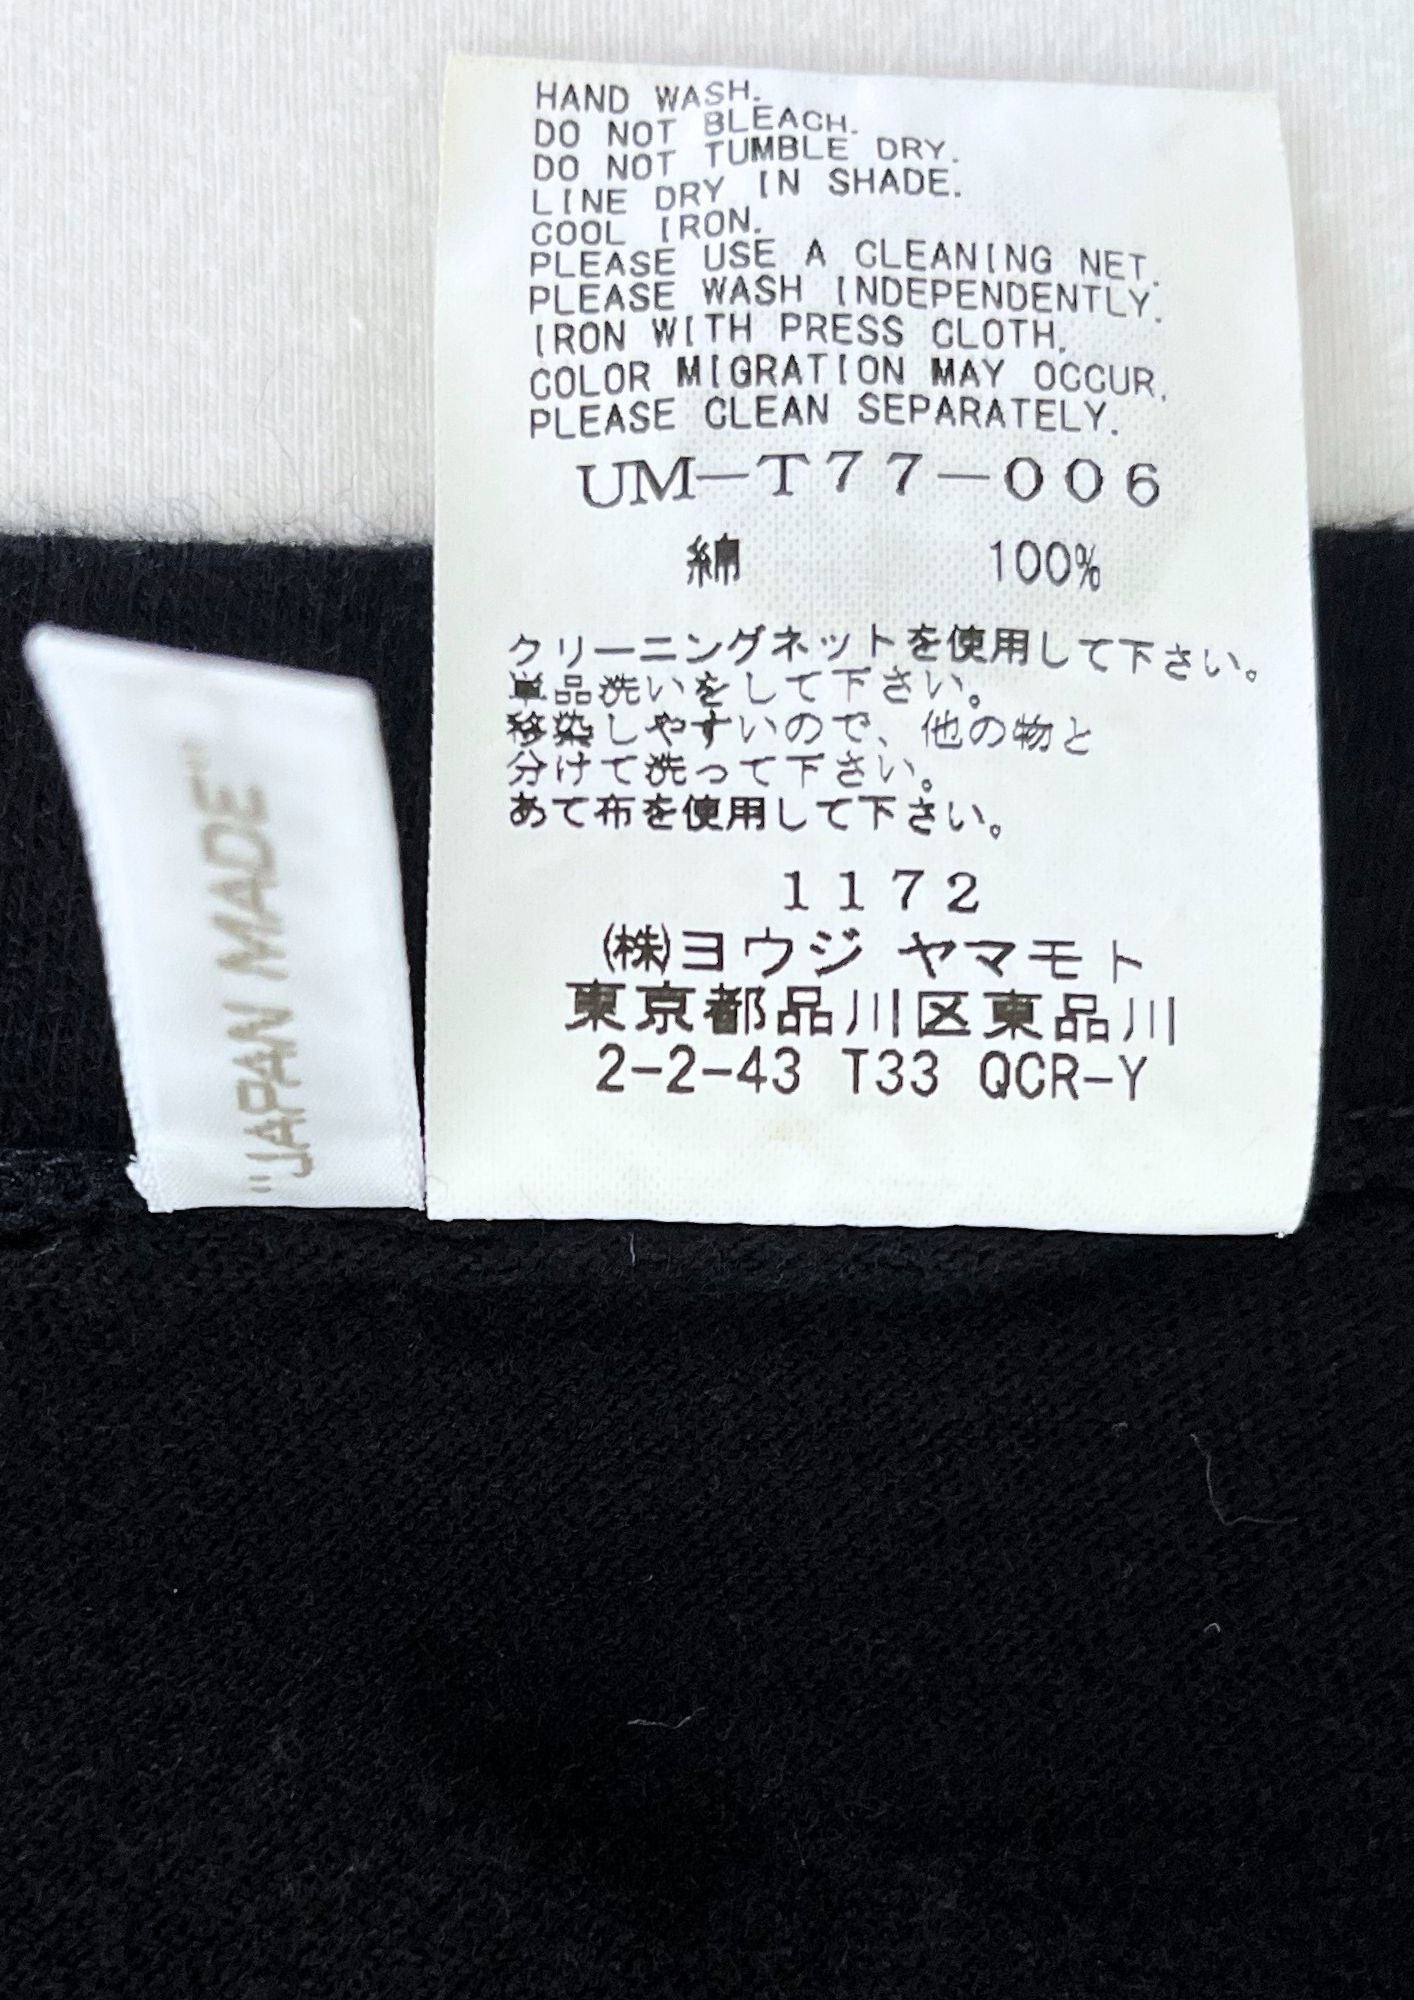 HAND WASH.
DO NOT BLEACH.
DO NOT TUMBLE DRY.
LINE DRY IN SHADE.
COOL IRON.
PLEASE USE A CLEANING NET.
PLEASE WASH INDEPENDENTLY.
IRON WITH PRESS CLOTH.
COLOR MIGRATION MAY OCCUR.
PLEASE CLEAN SEPARATELY.
UM-T77-006
綿 100%
クリーニングネットを使用して下さい。
単品洗いをして下さい。
移染しやすいので、他の物と
分けて洗って下さい。
あて布を使用して下さい。
1172
(株)ヨウジ ヤマモト
東京都品川区東品川
2-2-43 T33 QCR-Y
"JAPAN MADE"